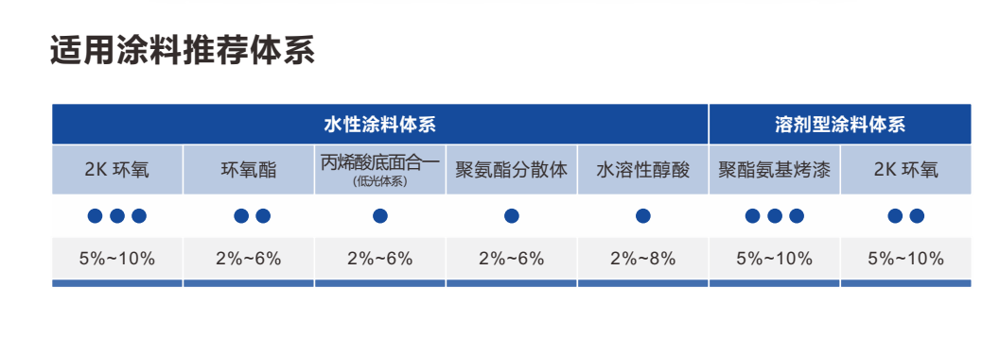 适用涂料推荐体系
水性涂料体系 溶剂型涂料体系
2K 环氧 环氧酯 丙烯酸底面合一 聚氨酯分散体 水溶性醇酸 聚酯氨基烤漆 2K 环氧
(低光体系)
●●● ●● ● ● ● ●●● ●●
5%~10% 2%~6% 2%~6% 2%~6% 2%~8% 5%~10% 5%~10%